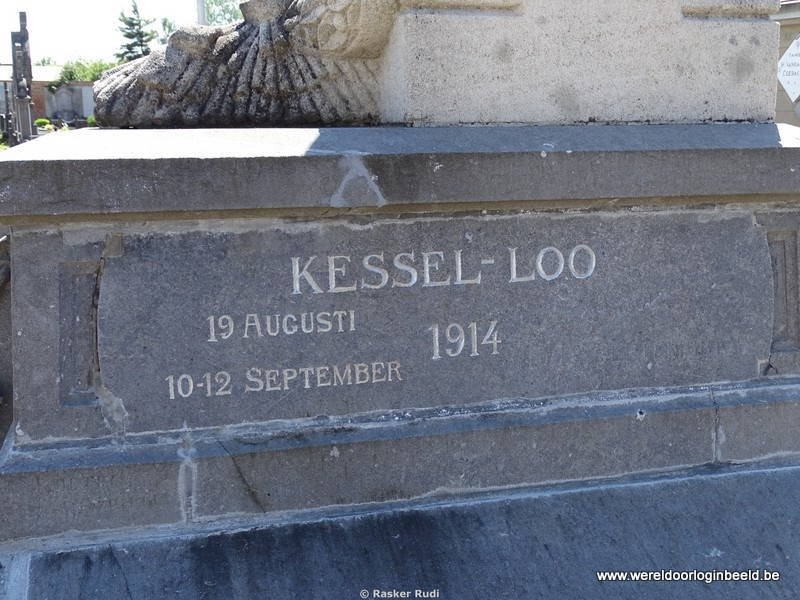 KESSEL-LOO
19 AUGUSTI
1914
10-12 SEPTEMBER
www.wereldoorloginbeeld.be
© Rasker Rudi